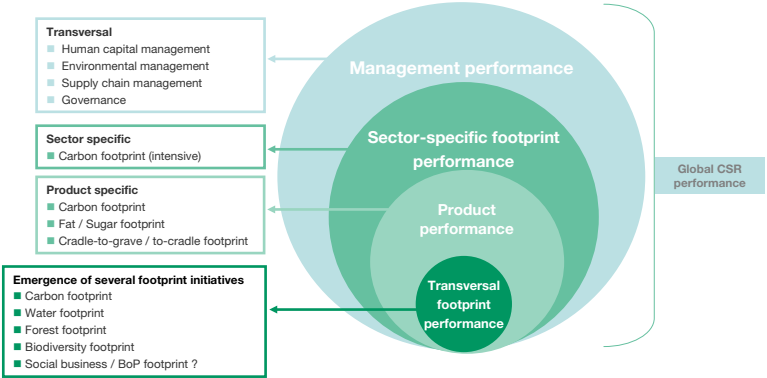 Transversal
Human capital management
Environmental management
Supply chain management
Governance
Sector specific
Carbon footprint (intensive)
Product specific
Carbon footprint
Fat / Sugar footprint
Cradle-to-grave / to-cradle footprint
Emergence of several footprint initiatives
Carbon footprint
Water footprint
Forest footprint
Biodiversity footprint
Social business / BoP footprint ?
Management performance
Sector-specific footprint
performance
Product
performance
Transversal
footprint
performance
Global CSR
performance